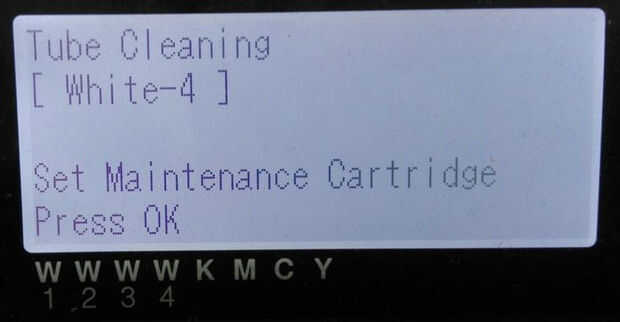 Tube Cleaning
[ White-4 ]
Set Maintenance Cartridge
Press OK
W W W W K M C Y
1 2 3 4